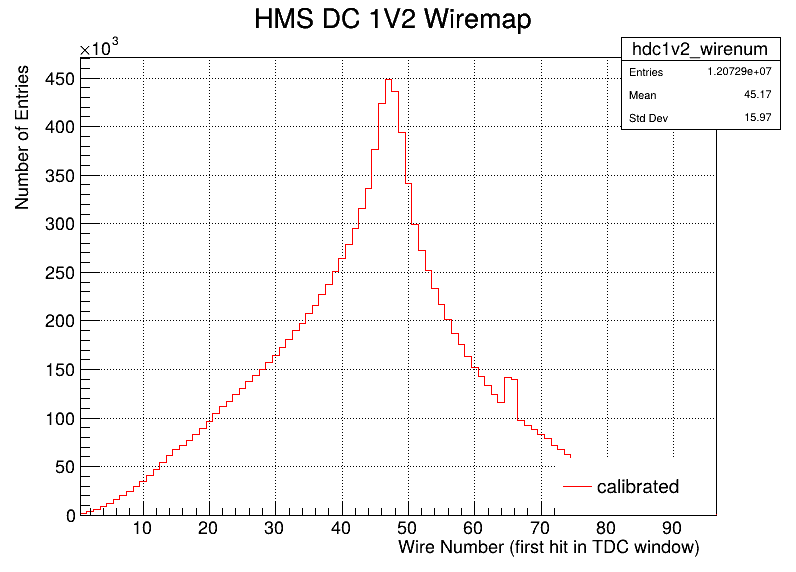 HMS DC 1V2 Wiremap
×10³
hdc1v2_wirenum
Entries 1.20729e+07
Mean 45.17
Std Dev 15.97
Number of Entries
450
400
350
300
250
200
150
100
50
0
calibrated
10 20 30 40 50 60 70 80 90
Wire Number (first hit in TDC window)